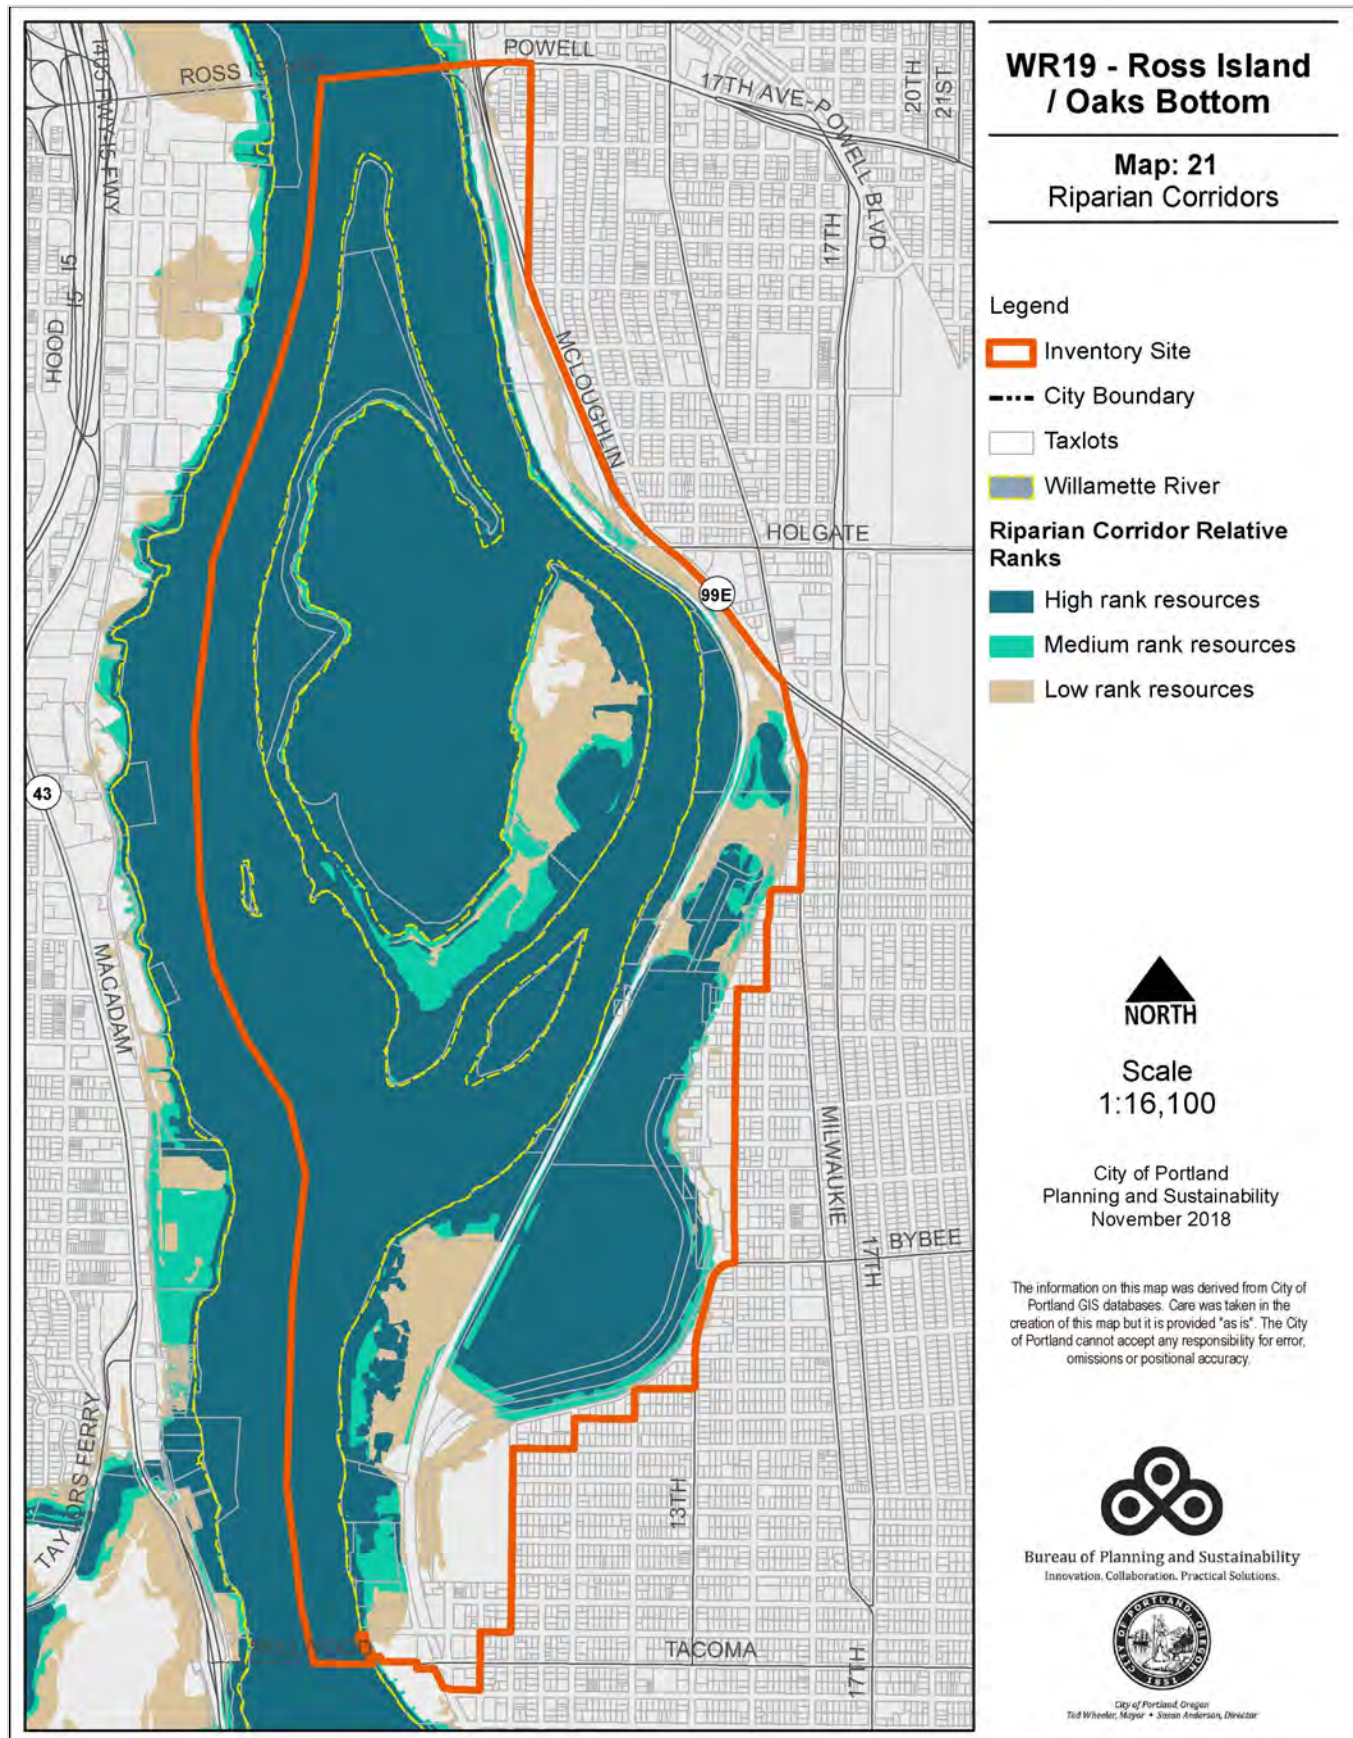 WR19 - Ross Island
/ Oaks Bottom
Map: 21
Riparian Corridors
Legend
Inventory Site
City Boundary
Taxlots
Willamette River
Riparian Corridor Relative
Ranks
High rank resources
Medium rank resources
Low rank resources
NORTH
Scale
1:16,100
City of Portland
Planning and Sustainability
November 2018
The information on this map was derived from City of
Portland GIS databases. Care was taken in the
creation of this map but it is provided "as is". The City
of Portland cannot accept any responsibility for error,
omissions or positional accuracy.
Bureau of Planning and Sustainability
Innovation. Collaboration. Practical Solutions.
CITY OF PORTLAND, OREGON
1851
City of Portland, Oregon
Ted Wheeler, Mayor • Susan Anderson, Director
I405 FWY-I5 FWY
ROSS
POWELL
17TH AVE-POWELL BLVD
20TH
21ST
17TH
HOOD
I5
I5
MCLOUGHLIN
HOLGATE
99E
43
MACADAM
MILWAUKIE
17TH
BYBEE
TAYLORS FERRY
13TH
TACOMA
17TH